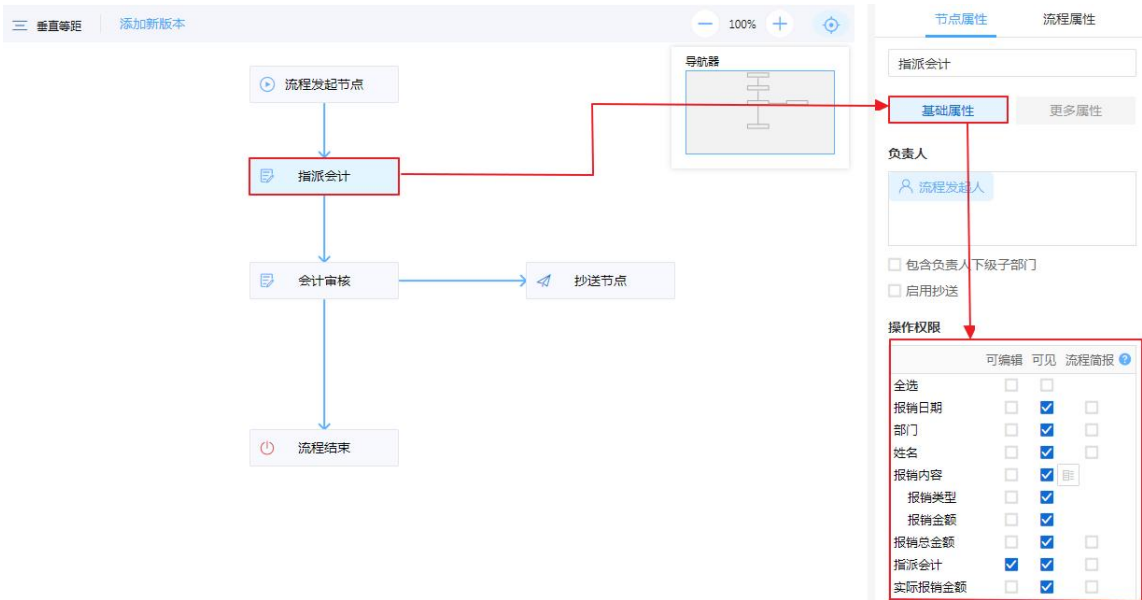 垂直等距
添加新版本
100%
导航器
流程发起节点
指派会计
会计审核
抄送节点
流程结束
节点属性
流程属性
指派会计
基础属性
更多属性
负责人
流程发起人
包含负责人下级子部门
启用抄送
操作权限
可编辑 可见 流程简报 ?
全选
报销日期
部门
姓名
报销内容
报销类型
报销金额
报销总金额
指派会计
实际报销金额